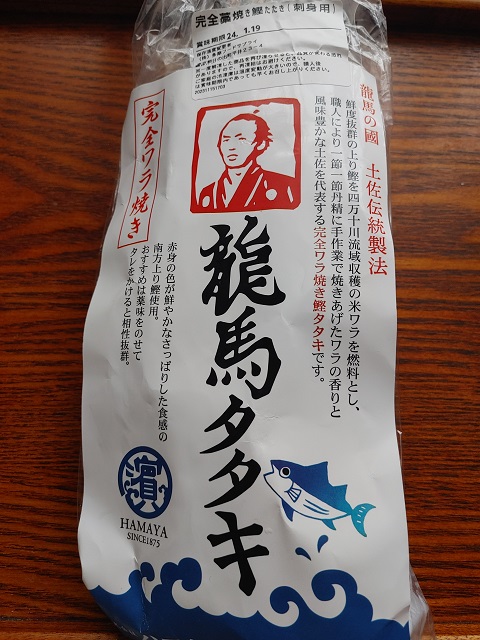 完全藁焼き鰹たたき(刺身用)
賞味期限24.1.19
龍馬の國 土佐伝統製法
鮮度抜群の上り鰹を四万十川流域収穫の米ワラを燃料とし、
職人により一節一節丹精に手作業で焼きあげたワラの香りと
風味豊かな土佐を代表する完全ワラ焼き鰹タタキです。
龍馬タタキ
完全ワラ焼き
赤身の色が鮮やかなさっぱりした食感の
南方上り鰹使用。
おすすめは薬味をのせて
タレをかけると相性抜群。
濱
HAMAYA
SINCE1875